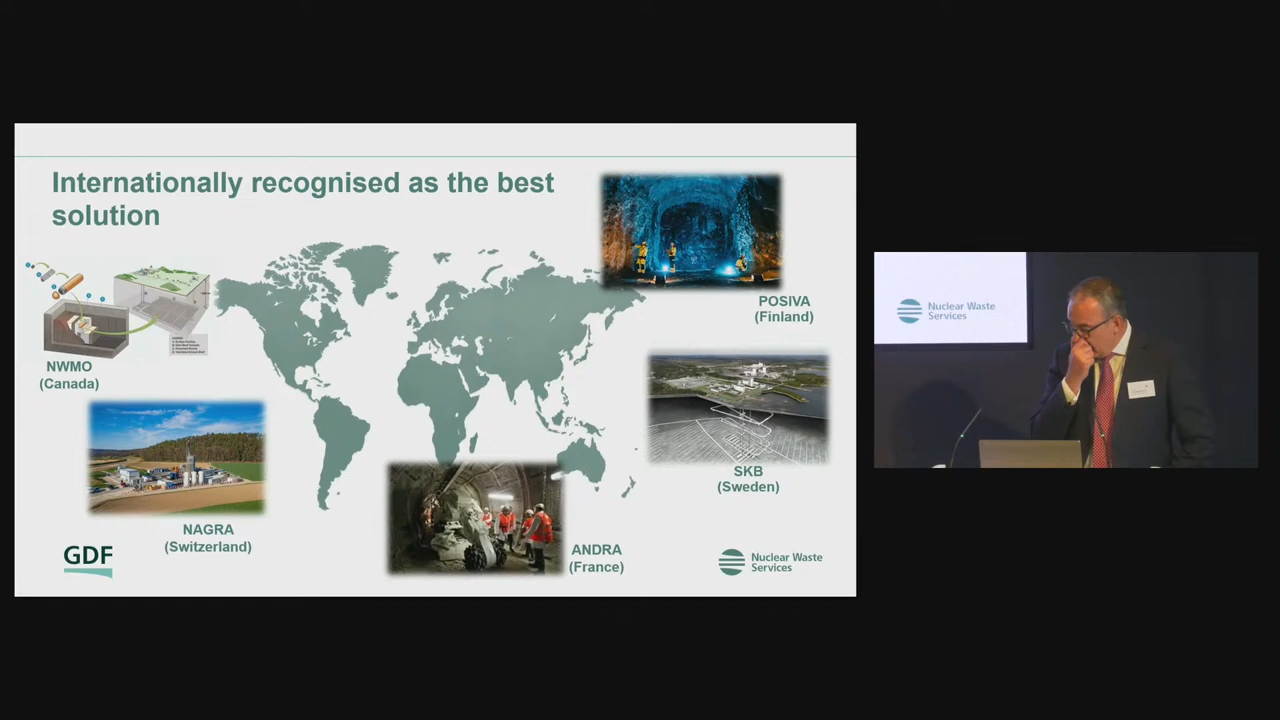 Internationally recognised as the best
solution
POSIVA
(Finland)
NWMO
(Canada)
SKB
(Sweden)
NAGRA
(Switzerland)
ANDRA
(France)
GDF
Nuclear Waste
Services
Nuclear Waste
Services